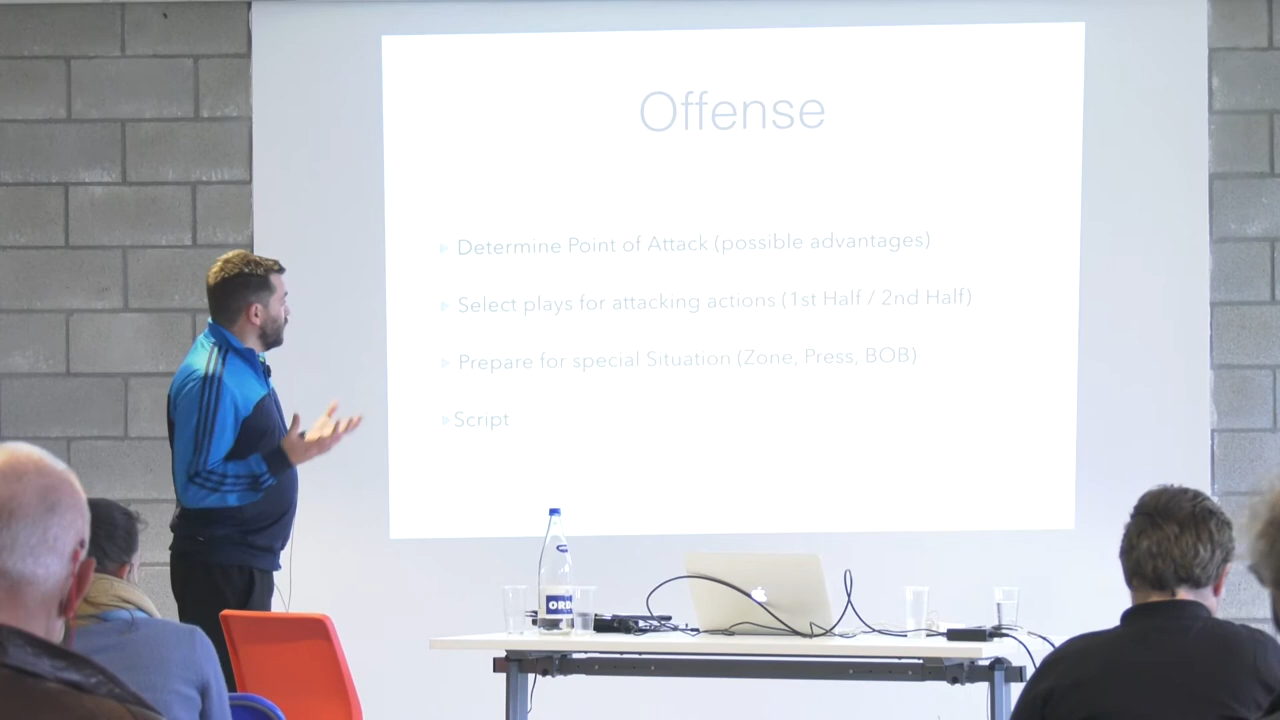 Offense
Determine Point of Attack (possible advantages)
Select plays for attacking actions (1st Half / 2nd Half)
Prepare for special Situation (Zone, Press, BOB)
Script
ORD